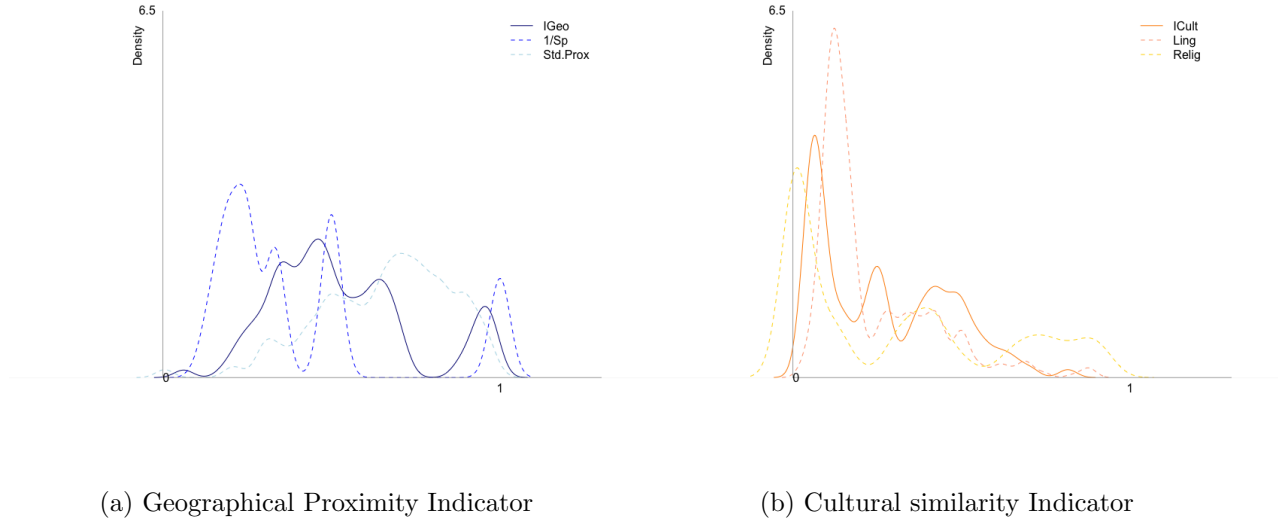 6.5
Density
IGeo
1/Sp
Std.Prox
0
1
(a) Geographical Proximity Indicator
6.5
Density
ICult
Ling
Relig
0
1
(b) Cultural similarity Indicator